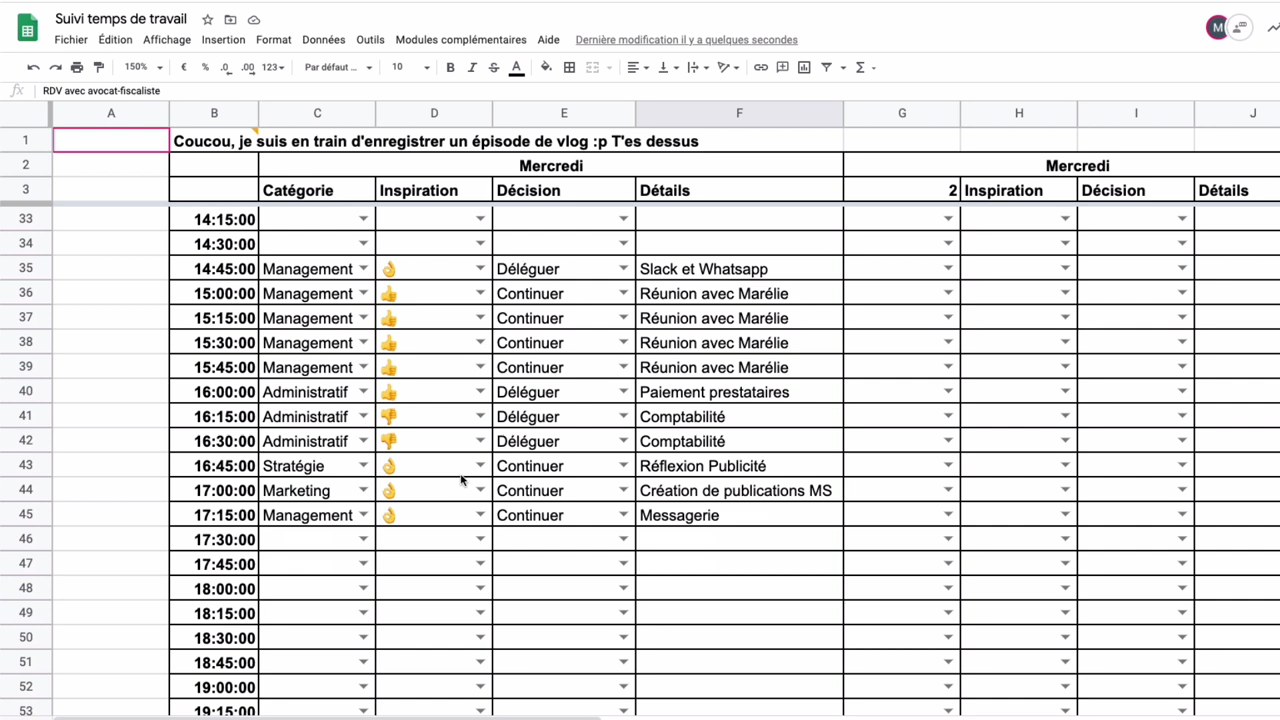 Suivi temps de travail
M
Fichier Édition Affichage Insertion Format Données Outils Modules complémentaires Aide Dernière modification il y a quelques secondes
150% € % .0 .00 123 Par défaut ... 10 B I S A Σ
fx RDV avec avocat-fiscaliste
A B C D E F G H I J
1 Coucou, je suis en train d'enregistrer un épisode de vlog :p T'es dessus
2 Mercredi Mercredi
3 Catégorie Inspiration Décision Détails 2 Inspiration Décision Détails
33 14:15:00
34 14:30:00
35 14:45:00 Management 👌 Déléguer Slack et Whatsapp
36 15:00:00 Management 👍 Continuer Réunion avec Marélie
37 15:15:00 Management 👍 Continuer Réunion avec Marélie
38 15:30:00 Management 👍 Continuer Réunion avec Marélie
39 15:45:00 Management 👍 Continuer Réunion avec Marélie
40 16:00:00 Administratif 👍 Déléguer Paiement prestataires
41 16:15:00 Administratif 👎 Déléguer Comptabilité
42 16:30:00 Administratif 👎 Déléguer Comptabilité
43 16:45:00 Stratégie 👌 Continuer Réflexion Publicité
44 17:00:00 Marketing 👌 Continuer Création de publications MS
45 17:15:00 Management 👌 Continuer Messagerie
46 17:30:00
47 17:45:00
48 18:00:00
49 18:15:00
50 18:30:00
51 18:45:00
52 19:00:00
53 19:15:00